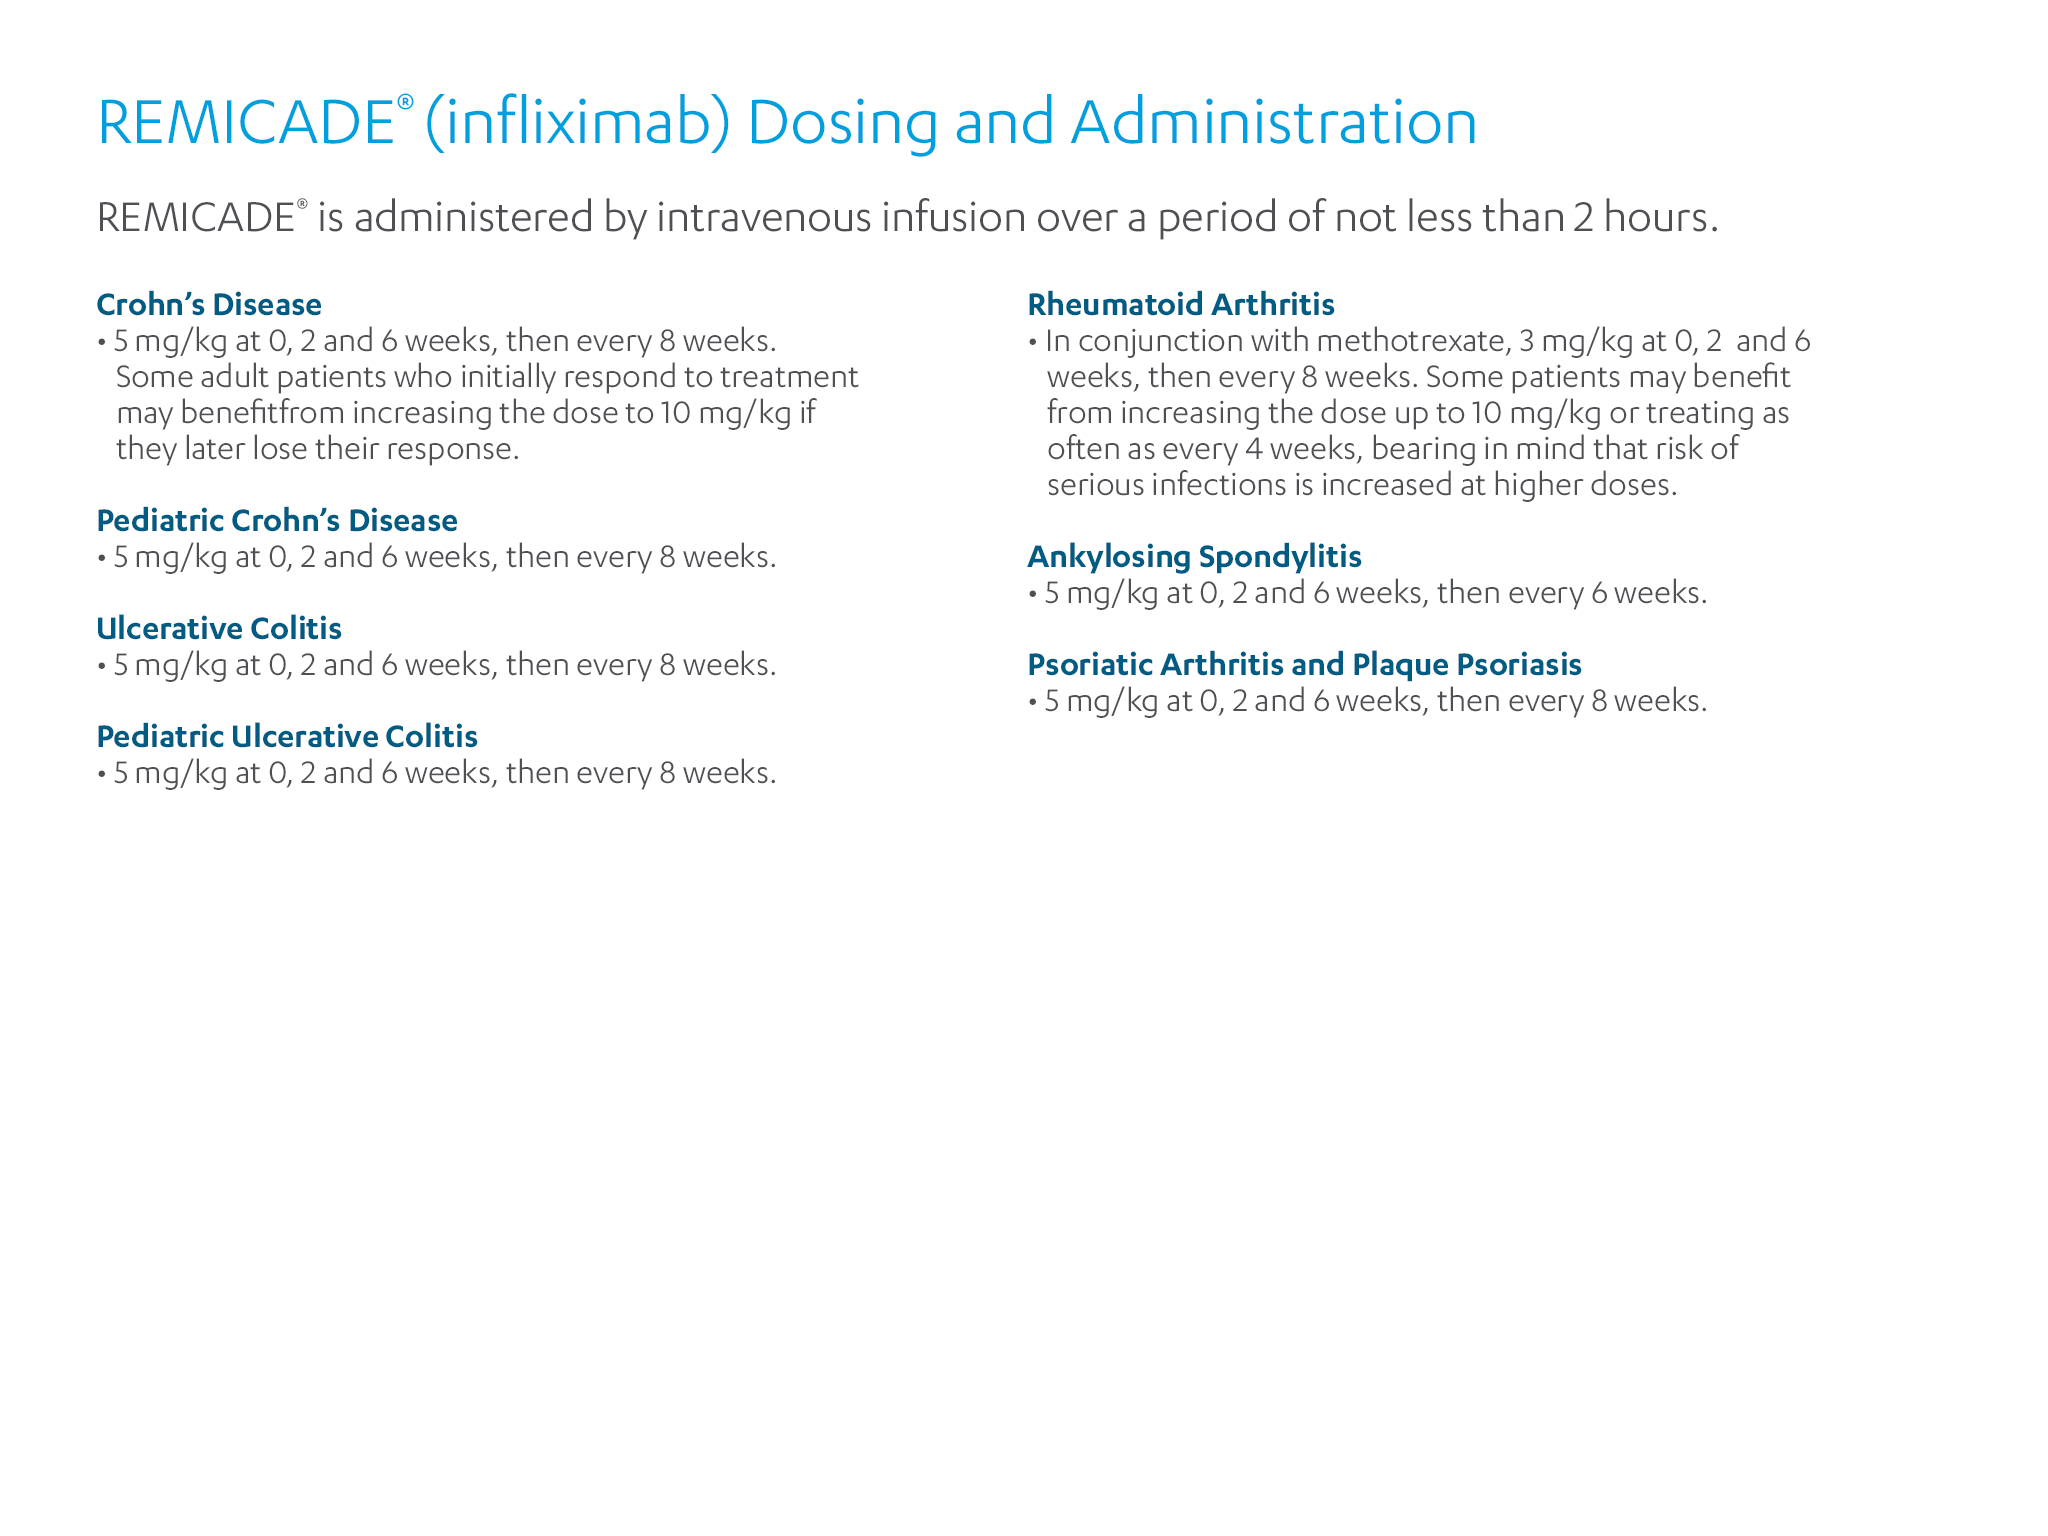 REMICADE® (infliximab) Dosing and Administration
REMICADE® is administered by intravenous infusion over a period of not less than 2 hours.
Crohn’s Disease
• 5 mg/kg at 0, 2 and 6 weeks, then every 8 weeks.
Some adult patients who initially respond to treatment
may benefitfrom increasing the dose to 10 mg/kg if
they later lose their response.
Pediatric Crohn’s Disease
• 5 mg/kg at 0, 2 and 6 weeks, then every 8 weeks.
Ulcerative Colitis
• 5 mg/kg at 0, 2 and 6 weeks, then every 8 weeks.
Pediatric Ulcerative Colitis
• 5 mg/kg at 0, 2 and 6 weeks, then every 8 weeks.
Rheumatoid Arthritis
• In conjunction with methotrexate, 3 mg/kg at 0, 2  and 6
weeks, then every 8 weeks. Some patients may benefit
from increasing the dose up to 10 mg/kg or treating as
often as every 4 weeks, bearing in mind that risk of
serious infections is increased at higher doses.
Ankylosing Spondylitis
• 5 mg/kg at 0, 2 and 6 weeks, then every 6 weeks.
Psoriatic Arthritis and Plaque Psoriasis
• 5 mg/kg at 0, 2 and 6 weeks, then every 8 weeks.